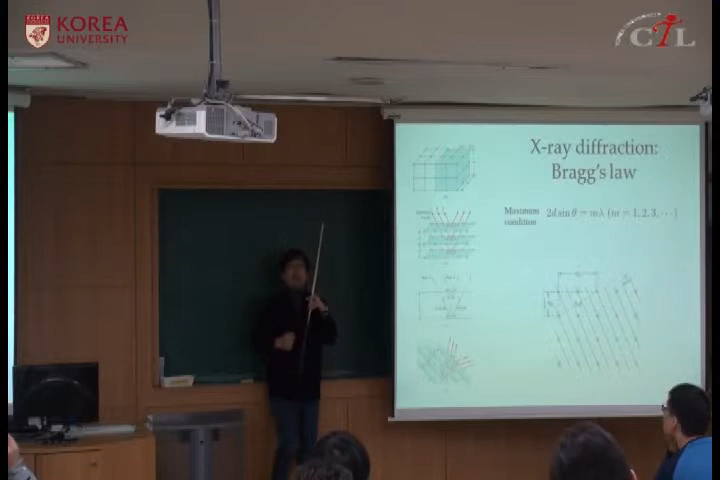 KOREA
UNIVERSITY
CTL
X-ray diffraction:
Bragg's law
Maximum
condition
2d sin θ = mλ (m = 1, 2, 3, ⋯)